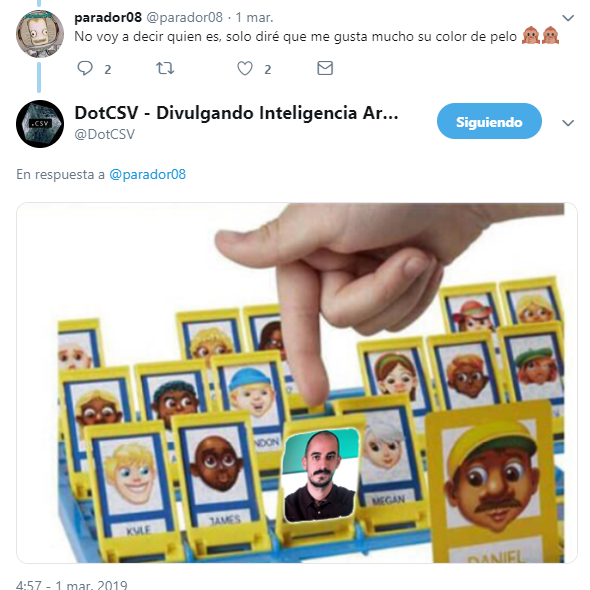 parador08 @parador08 · 1 mar.
No voy a decir quien es, solo diré que me gusta mucho su color de pelo 🙊🙊
2
2
.CSV
DotCSV - Divulgando Inteligencia Ar...
@DotCSV
Siguiendo
En respuesta a @parador08
NDON
KYLE
JAMES
MEGAN
DANIEL
4:57 - 1 mar. 2019